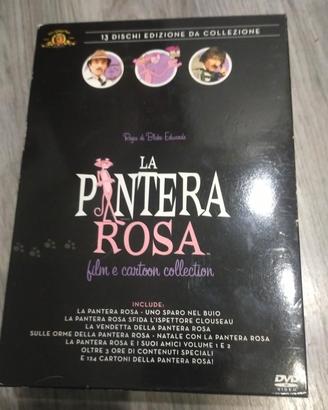 13 DISCHI EDIZIONE DA COLLEZIONE
Regia di Blake Edwards
LA
PANTERA
ROSA
film e cartoon collection
INCLUDE:
LA PANTERA ROSA - UNO SPARO NEL BUIO
LA PANTERA ROSA SFIDA L'ISPETTORE CLOUSEAU
LA VENDETTA DELLA PANTERA ROSA
SULLE ORME DELLA PANTERA ROSA - NATALE CON LA PANTERA ROSA
LA PANTERA ROSA E I SUOI AMICI VOLUME 1 E 2
OLTRE 3 ORE DI CONTENUTI SPECIALI
E 124 CARTONI DELLA PANTERA ROSA!
DVD
VIDEO